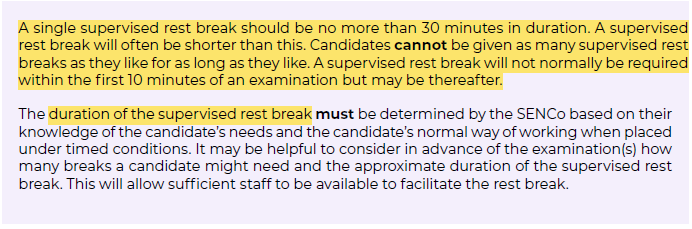 A single supervised rest break should be no more than 30 minutes in duration. A supervised
rest break will often be shorter than this. Candidates cannot be given as many supervised rest
breaks as they like for as long as they like. A supervised rest break will not normally be required
within the first 10 minutes of an examination but may be thereafter.
The duration of the supervised rest break must be determined by the SENCo based on their
knowledge of the candidate's needs and the candidate's normal way of working when placed
under timed conditions. It may be helpful to consider in advance of the examination(s) how
many breaks a candidate might need and the approximate duration of the supervised rest
break. This will allow sufficient staff to be available to facilitate the rest break.